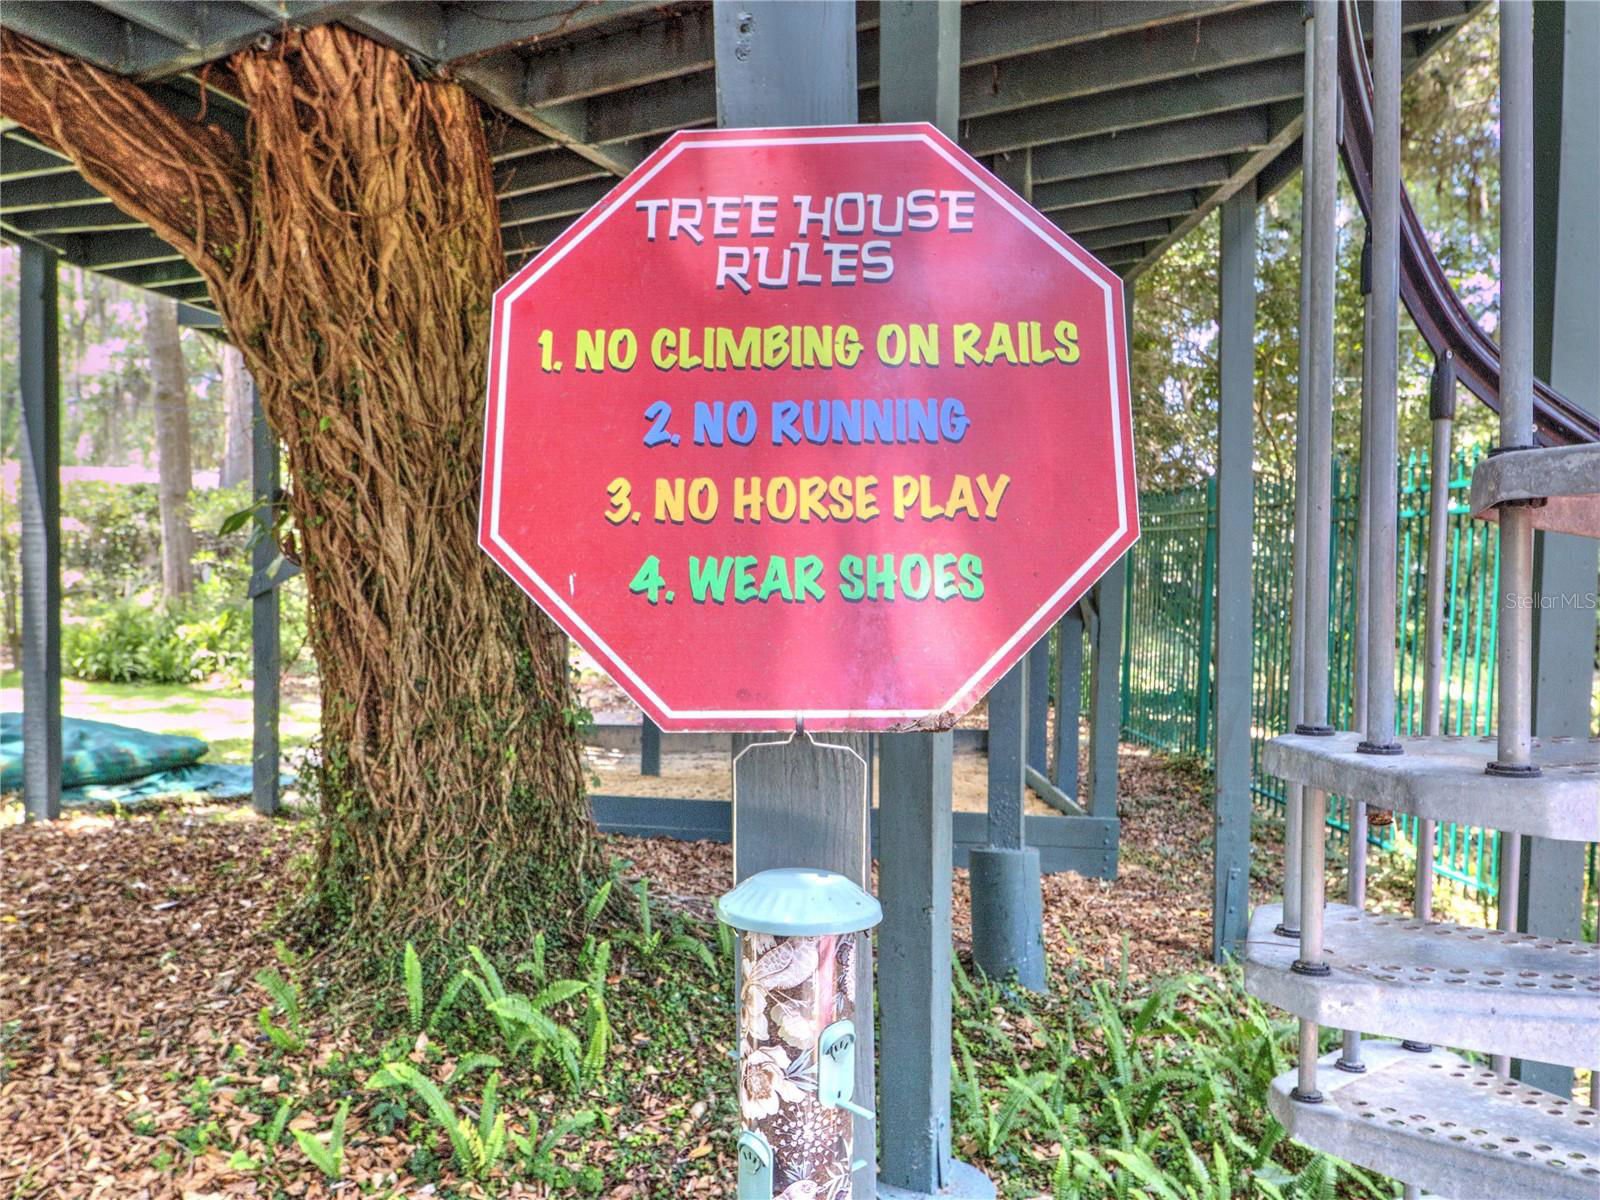 TREE HOUSE
RULES
1. NO CLIMBING ON RAILS
2. NO RUNNING
3. NO HORSE PLAY
4. WEAR SHOES
StellarMLS